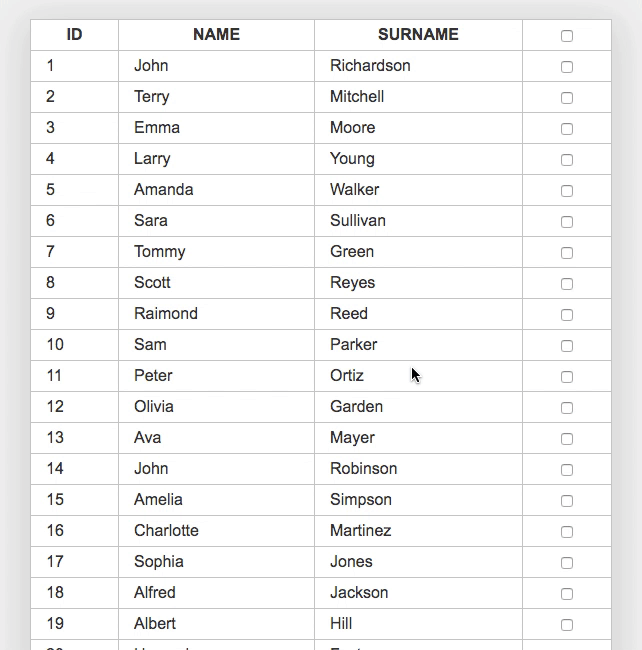 ID NAME SURNAME
1 John Richardson
2 Terry Mitchell
3 Emma Moore
4 Larry Young
5 Amanda Walker
6 Sara Sullivan
7 Tommy Green
8 Scott Reyes
9 Raimond Reed
10 Sam Parker
11 Peter Ortiz
12 Olivia Garden
13 Ava Mayer
14 John Robinson
15 Amelia Simpson
16 Charlotte Martinez
17 Sophia Jones
18 Alfred Jackson
19 Albert Hill